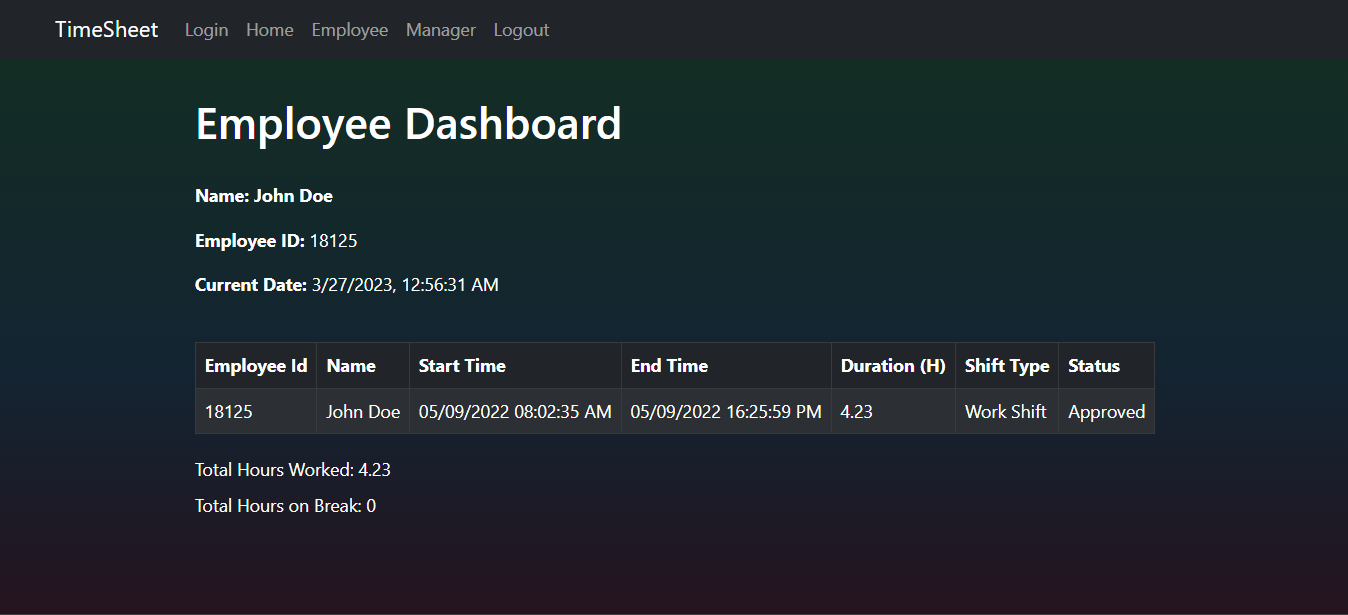 TimeSheet Login Home Employee Manager Logout
Employee Dashboard
Name: John Doe
Employee ID: 18125
Current Date: 3/27/2023, 12:56:31 AM
Employee Id Name Start Time End Time Duration (H) Shift Type Status
18125 John Doe 05/09/2022 08:02:35 AM 05/09/2022 16:25:59 PM 4.23 Work Shift Approved
Total Hours Worked: 4.23
Total Hours on Break: 0